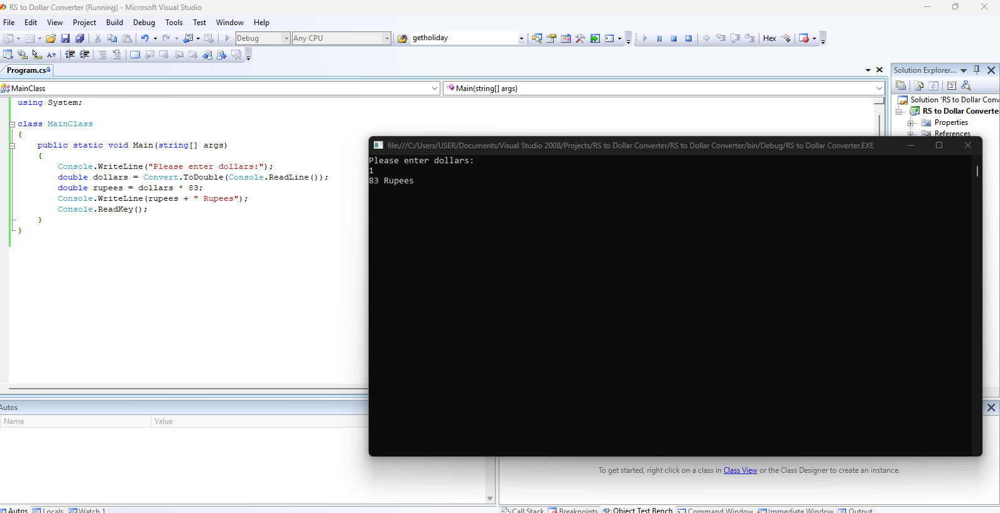 RS to Dollar Converter (Running) - Microsoft Visual Studio
File Edit View Project Build Debug Tools Test Window Help
Debug Any CPU getholiday Hex
Program.cs
Solution Explorer...
MainClass Main(string[] args)
using System;
class MainClass
{
public static void Main(string[] args)
{
Console.WriteLine("Please enter dollars:");
double dollars = Convert.ToDouble(Console.ReadLine());
double rupees = dollars * 83;
Console.WriteLine(rupees + " Rupees");
Console.ReadKey();
}
}
Solution 'RS to Dollar Conv
RS to Dollar Converte
Properties
References
file:///C:/Users/USER/Documents/Visual Studio 2008/Projects/RS to Dollar Converter/RS to Dollar Converter/bin/Debug/RS to Dollar Converter.EXE
Please enter dollars:
1
83 Rupees
Autos
Name Value
To get started, right click on a class in Class View or the Class Designer to create an instance.
Autos Locals Watch 1
Call Stack Breakpoints Object Test Bench Command Window Immediate Window Output